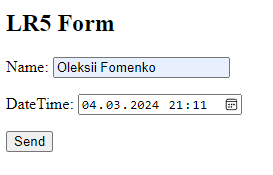 LR5 Form
Name: Oleksii Fomenko
DateTime: 04.03.2024 21:11
Send